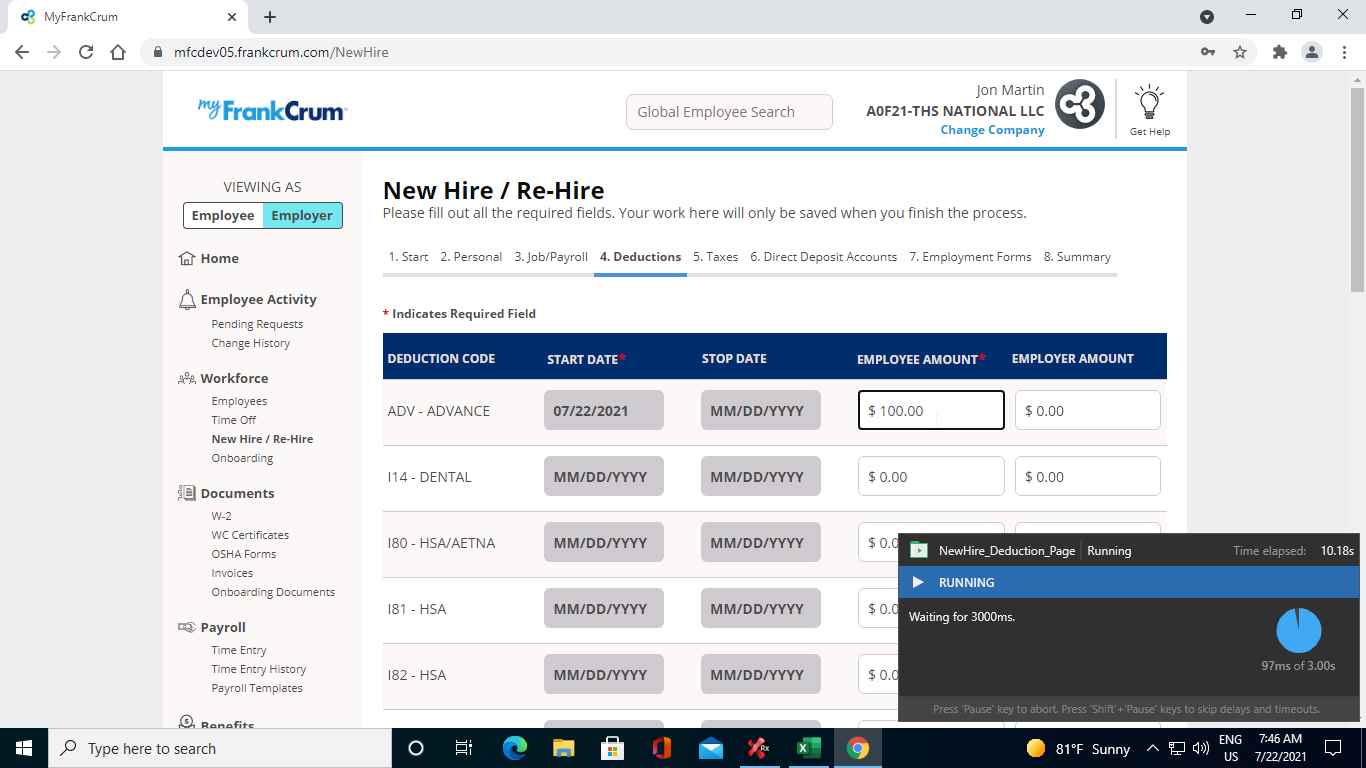 MyFrankCrum
mfcdev05.frankcrum.com/NewHire
my FrankCrum
Global Employee Search
Jon Martin
A0F21-THS NATIONAL LLC
Change Company
Get Help
VIEWING AS
Employee Employer
Home
Employee Activity
Pending Requests
Change History
Workforce
Employees
Time Off
New Hire / Re-Hire
Onboarding
Documents
W-2
WC Certificates
OSHA Forms
Invoices
Onboarding Documents
Payroll
Time Entry
Time Entry History
Payroll Templates
Benefits
New Hire / Re-Hire
Please fill out all the required fields. Your work here will only be saved when you finish the process.
1. Start 2. Personal 3. Job/Payroll 4. Deductions 5. Taxes 6. Direct Deposit Accounts 7. Employment Forms 8. Summary
* Indicates Required Field
DEDUCTION CODE START DATE* STOP DATE EMPLOYEE AMOUNT* EMPLOYER AMOUNT
ADV - ADVANCE 07/22/2021 MM/DD/YYYY $ 100.00 $ 0.00
I14 - DENTAL MM/DD/YYYY MM/DD/YYYY $ 0.00 $ 0.00
I80 - HSA/AETNA MM/DD/YYYY MM/DD/YYYY $ 0.0
I81 - HSA MM/DD/YYYY MM/DD/YYYY $ 0.0
I82 - HSA MM/DD/YYYY MM/DD/YYYY $ 0.0
NewHire_Deduction_Page Running Time elapsed: 10.18s
RUNNING
Waiting for 3000ms.
97ms of 3.00s
Press 'Pause' key to abort. Press 'Shift'+'Pause' keys to skip delays and timeouts.
Type here to search
Rx
81°F Sunny
ENG
US
7:46 AM
7/22/2021